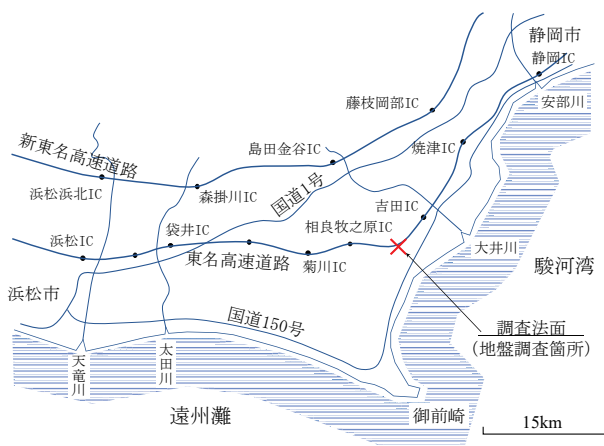 静岡市
静岡IC
安部川
藤枝岡部IC
焼津IC
島田金谷IC
新東名高速道路
浜松浜北IC
森掛川IC
国道1号
吉田IC
相良牧之原IC
袋井IC
浜松IC
東名高速道路
菊川IC
大井川
駿河湾
浜松市
国道150号
調査法面
(地盤調査箇所)
天竜川
太田川
遠州灘
御前崎
15km